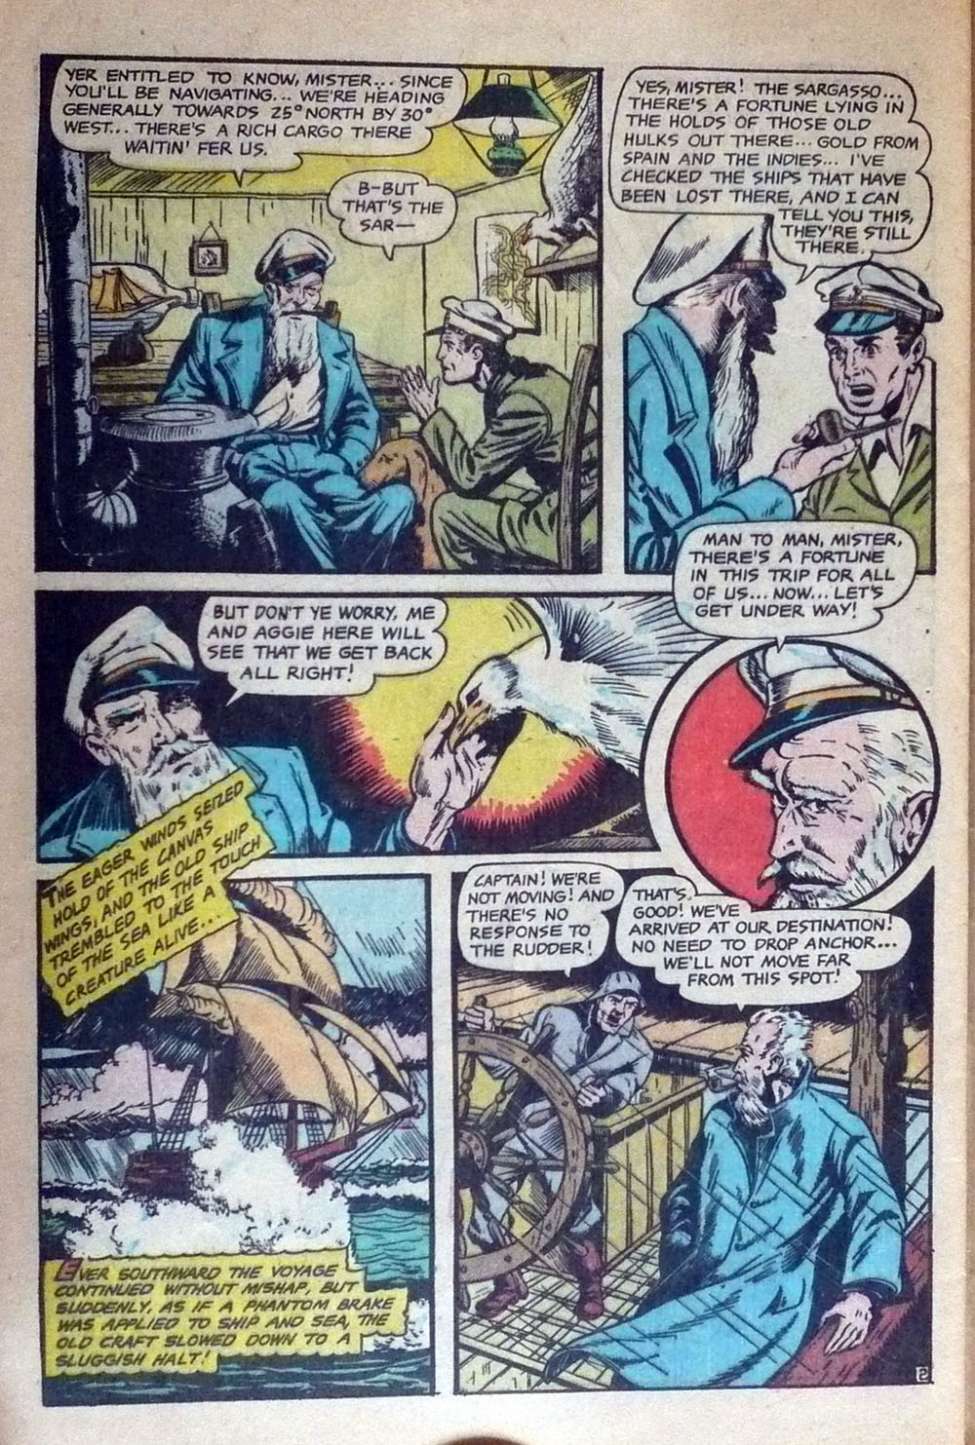 YER ENTITLED TO KNOW, MISTER... SINCE
YOU'LL BE NAVIGATING... WE'RE HEADING
GENERALLY TOWARDS 25° NORTH BY 30°
WEST... THERE'S A RICH CARGO THERE
WAITIN' FER US.
B-BUT
THAT'S THE
SAR—
YES, MISTER! THE SARGASSO...
THERE'S A FORTUNE LYING IN
THE HOLDS OF THOSE OLD
HULKS OUT THERE... GOLD FROM
SPAIN AND THE INDIES... I'VE
CHECKED THE SHIPS THAT HAVE
BEEN LOST THERE, AND I CAN
TELL YOU THIS,
THEY'RE STILL
THERE.
BUT DON'T YE WORRY, ME
AND AGGIE HERE WILL
SEE THAT WE GET BACK
ALL RIGHT!
MAN TO MAN, MISTER,
THERE'S A FORTUNE
IN THIS TRIP FOR ALL
OF US... NOW... LET'S
GET UNDER WAY!
THE EAGER WINDS SEIZED
HOLD OF THE CANVAS
WINGS, AND THE OLD SHIP
TREMBLED TO THE TOUCH
OF THE SEA LIKE A
CREATURE ALIVE...
EVER SOUTHWARD THE VOYAGE
CONTINUED WITHOUT MISHAP, BUT
SUDDENLY, AS IF A PHANTOM BRAKE
WAS APPLIED TO SHIP AND SEA, THE
OLD CRAFT SLOWED DOWN TO A
SLUGGISH HALT!
CAPTAIN! WE'RE
NOT MOVING! AND
THERE'S NO
RESPONSE TO
THE RUDDER!
THAT'S
GOOD! WE'VE
ARRIVED AT OUR DESTINATION!
NO NEED TO DROP ANCHOR...
WE'LL NOT MOVE FAR
FROM THIS SPOT!
2